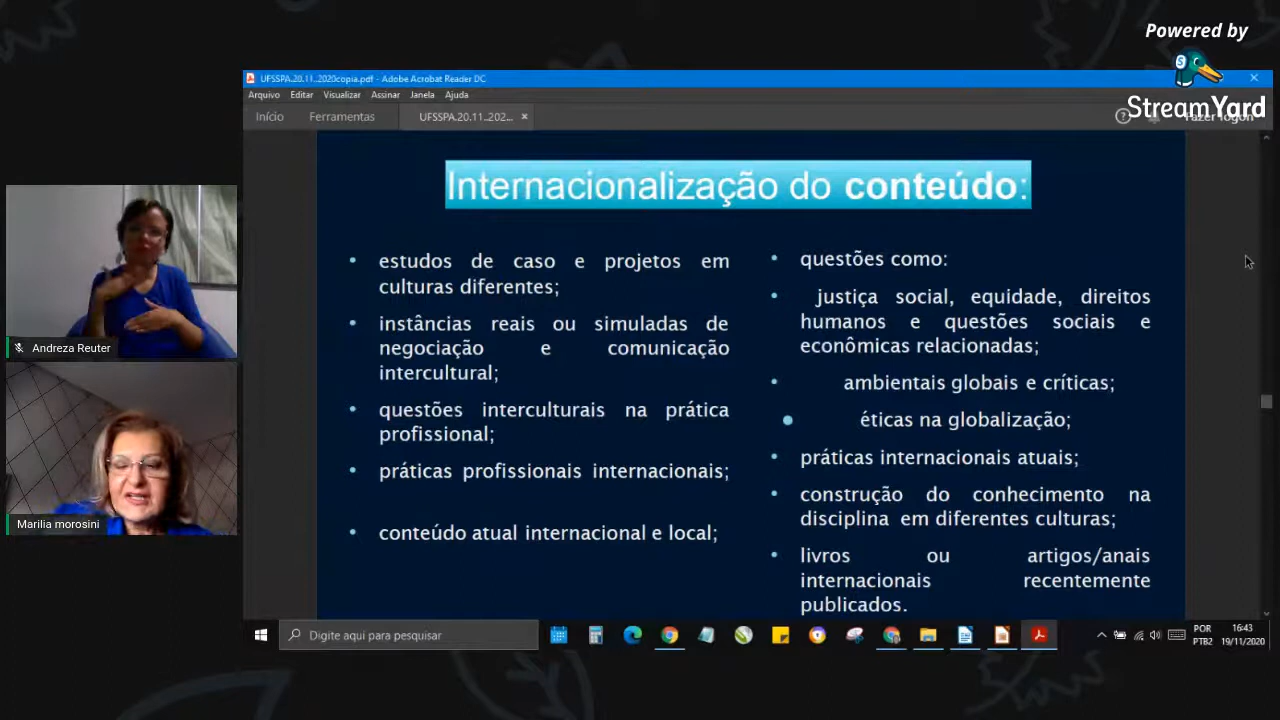 Powered by
StreamYard
UFSSPA.20.11..2020copia.pdf - Adobe Acrobat Reader DC
Arquivo Editar Visualizar Assinar Janela Ajuda
Início Ferramentas UFSSPA.20.11..202...
Fazer logon
Internacionalização do conteúdo:
• estudos de caso e projetos em
culturas diferentes;
• instâncias reais ou simuladas de
negociação e comunicação
intercultural;
• questões interculturais na prática
profissional;
• práticas profissionais internacionais;
• conteúdo atual internacional e local;
• questões como:
• justiça social, equidade, direitos
humanos e questões sociais e
econômicas relacionadas;
• ambientais globais e críticas;
• éticas na globalização;
• práticas internacionais atuais;
• construção do conhecimento na
disciplina em diferentes culturas;
• livros ou artigos/anais
internacionais recentemente
publicados.
Andreza Reuter
Marilia morosini
Digite aqui para pesquisar
POR
PTB2
16:43
19/11/2020